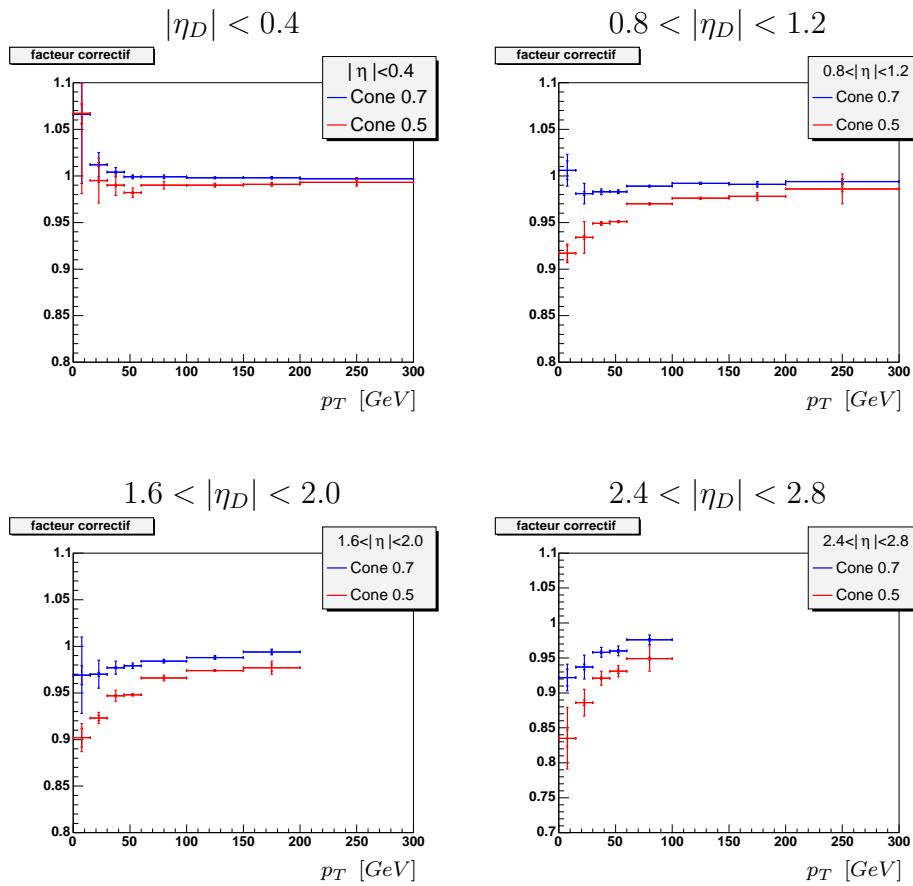 |η_D| < 0.4
facteur correctif
| η |<0.4
Cone 0.7
Cone 0.5
1.1
1.05
1
0.95
0.9
0.85
0.8
0 50 100 150 200 250 300
p_T [GeV]
0.8 < |η_D| < 1.2
facteur correctif
0.8<| η |<1.2
Cone 0.7
Cone 0.5
1.1
1.05
1
0.95
0.9
0.85
0.8
0 50 100 150 200 250 300
p_T [GeV]
1.6 < |η_D| < 2.0
facteur correctif
1.6<| η |<2.0
Cone 0.7
Cone 0.5
1.1
1.05
1
0.95
0.9
0.85
0.8
0 50 100 150 200 250 300
p_T [GeV]
2.4 < |η_D| < 2.8
facteur correctif
2.4<| η |<2.8
Cone 0.7
Cone 0.5
1.1
1.05
1
0.95
0.9
0.85
0.8
0.75
0.7
0 50 100 150 200 250 300
p_T [GeV]